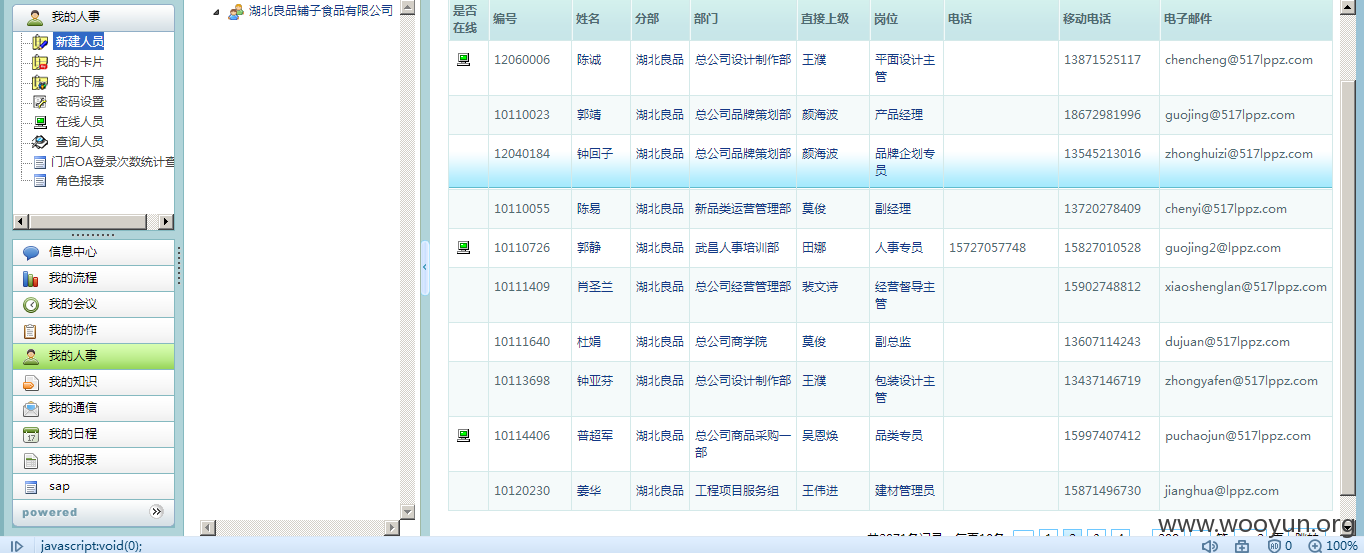 我的人事
新建人员
我的卡片
我的下属
密码设置
在线人员
查询人员
门店OA登录次数统计查
角色报表
信息中心
我的流程
我的会议
我的协作
我的人事
我的知识
我的通信
我的日程
我的报表
sap
powered
湖北良品铺子食品有限公司
是否在线 编号 姓名 分部 部门 直接上级 岗位 电话 移动电话 电子邮件
12060006 陈诚 湖北良品 总公司设计制作部 王濮 平面设计主管 13871525117 chencheng@517lppz.com
10110023 郭靖 湖北良品 总公司品牌策划部 颜海波 产品经理 18672981996 guojing@517lppz.com
12040184 钟回子 湖北良品 总公司品牌策划部 颜海波 品牌企划专员 13545213016 zhonghuizi@517lppz.com
10110055 陈易 湖北良品 新品类运营管理部 莫俊 副经理 13720278409 chenyi@517lppz.com
10110726 郭静 湖北良品 武昌人事培训部 田娜 人事专员 15727057748 15827010528 guojing2@lppz.com
10111409 肖圣兰 湖北良品 总公司经营管理部 裴文诗 经营督导主管 15902748812 xiaoshenglan@517lppz.com
10111640 杜娟 湖北良品 总公司商学院 莫俊 副总监 13607114243 dujuan@517lppz.com
10113698 钟亚芬 湖北良品 总公司设计制作部 王濮 包装设计主管 13437146719 zhongyafen@517lppz.com
10114406 普超军 湖北良品 总公司商品采购一部 吴恩焕 品类专员 15997407412 puchaojun@517lppz.com
10120230 姜华 湖北良品 工程项目服务组 王伟进 建材管理员 15871496730 jianghua@lppz.com
www.wooyun.org
javascript:void(0);
0
100%